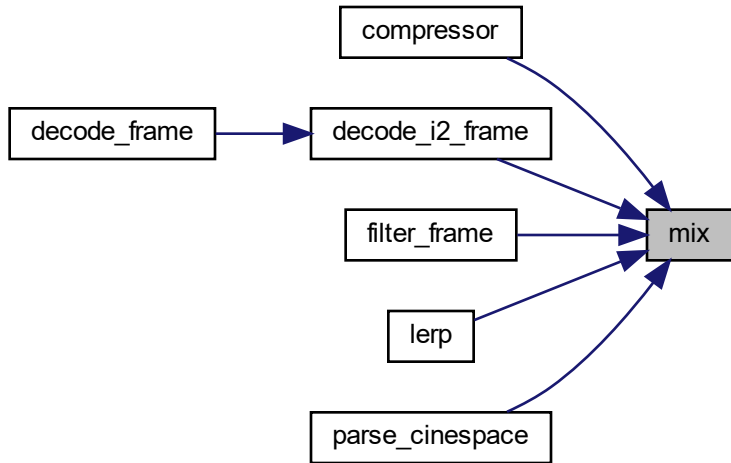 compressor
decode_frame
decode_i2_frame
filter_frame
mix
lerp
parse_cinespace